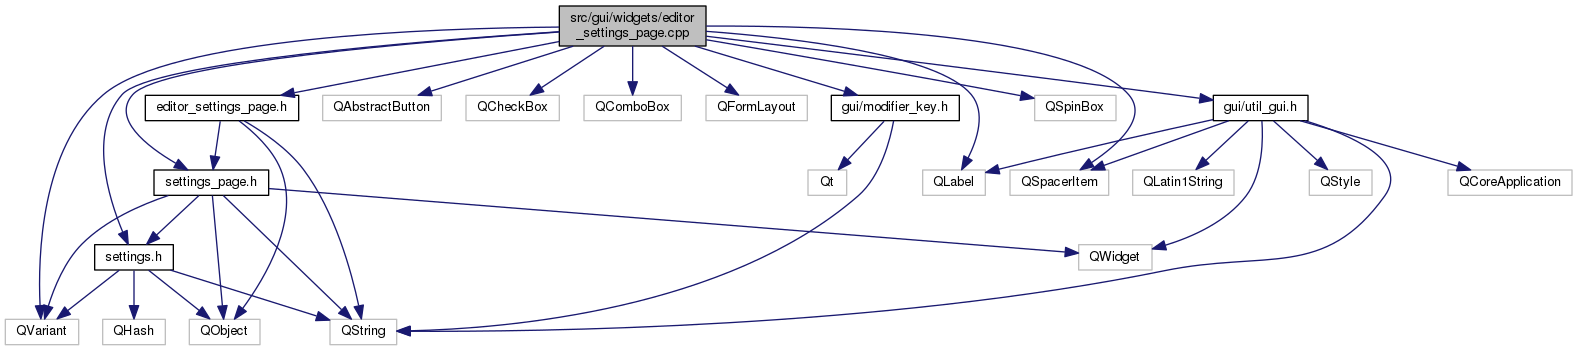 src/gui/widgets/editor
_settings_page.cpp
editor_settings_page.h
QAbstractButton
QCheckBox
QComboBox
QFormLayout
gui/modifier_key.h
QSpinBox
gui/util_gui.h
settings_page.h
Qt
QLabel
QSpacerItem
QLatin1String
QStyle
QCoreApplication
settings.h
QWidget
QVariant
QHash
QObject
QString